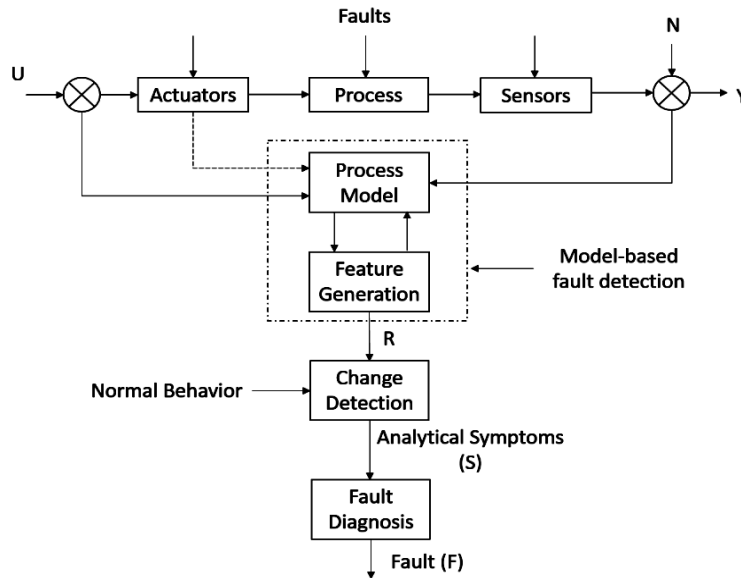 Faults
N
U
Actuators
Process
Sensors
Y
Process
Model
Feature
Generation
Model-based
fault detection
R
Normal Behavior
Change
Detection
Analytical Symptoms
(S)
Fault
Diagnosis
Fault (F)